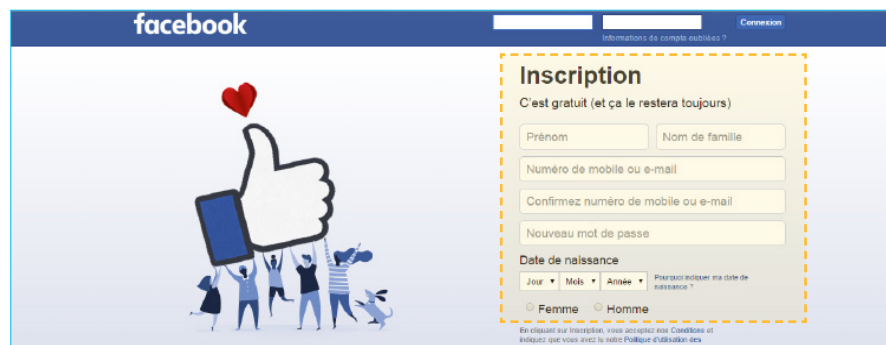 facebook
Connexion
Informations de compte oubliées ?
Inscription
C'est gratuit (et ça le restera toujours)
Prénom
Nom de famille
Numéro de mobile ou e-mail
Confirmez numéro de mobile ou e-mail
Nouveau mot de passe
Date de naissance
Jour
Mois
Année
Pourquoi indiquer ma date de
naissance ?
Femme
Homme
En cliquant sur Inscription, vous acceptez nos Conditions et
indiquez que vous avez lu notre Politique d'utilisation des